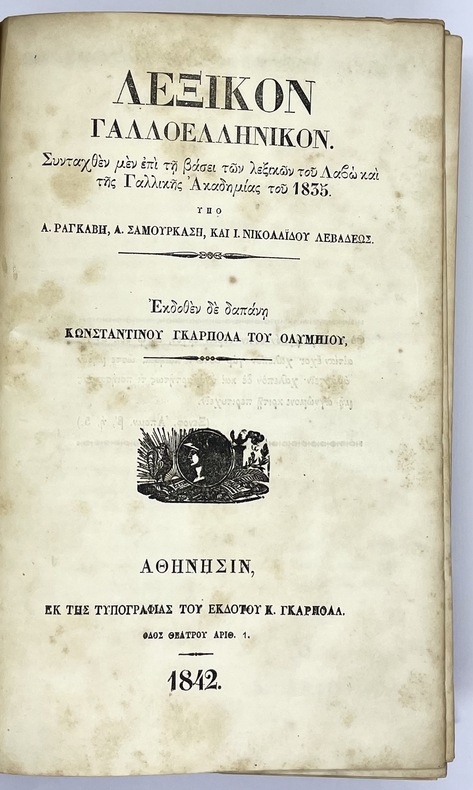 ΛΕΞΙΚΟΝ
ΓΑΛΛΟΕΛΛΗΝΙΚΟΝ.
Συνταχθὲν μὲν ἐπὶ τῇ βάσει τῶν λεξικῶν τοῦ Λαβὼ καὶ
τῆς Γαλλικῆς Ἀκαδημίας τοῦ 1835.
ΥΠΟ
Α. ΡΑΓΚΑΒΗ, Α. ΣΑΜΟΥΡΚΑΣΗ, ΚΑΙ Ι. ΝΙΚΟΛΑΪΔΟΥ ΛΕΒΑΔΕΩΣ.
Ἐκδοθὲν δὲ δαπάνῃ
ΚΩΝΣΤΑΝΤΙΝΟΥ ΓΚΑΡΠΟΛΑ ΤΟΥ ΟΛΥΜΠΙΟΥ,
ΑΘΗΝΗΣΙΝ,
ΕΚ ΤΗΣ ΤΥΠΟΓΡΑΦΙΑΣ ΤΟΥ ΕΚΔΟΤΟΥ Κ. ΓΚΑΡΠΟΛΑ.
ΟΔΟΣ ΘΕΑΤΡΟΥ ΑΡΙΘ. 1.
1842.